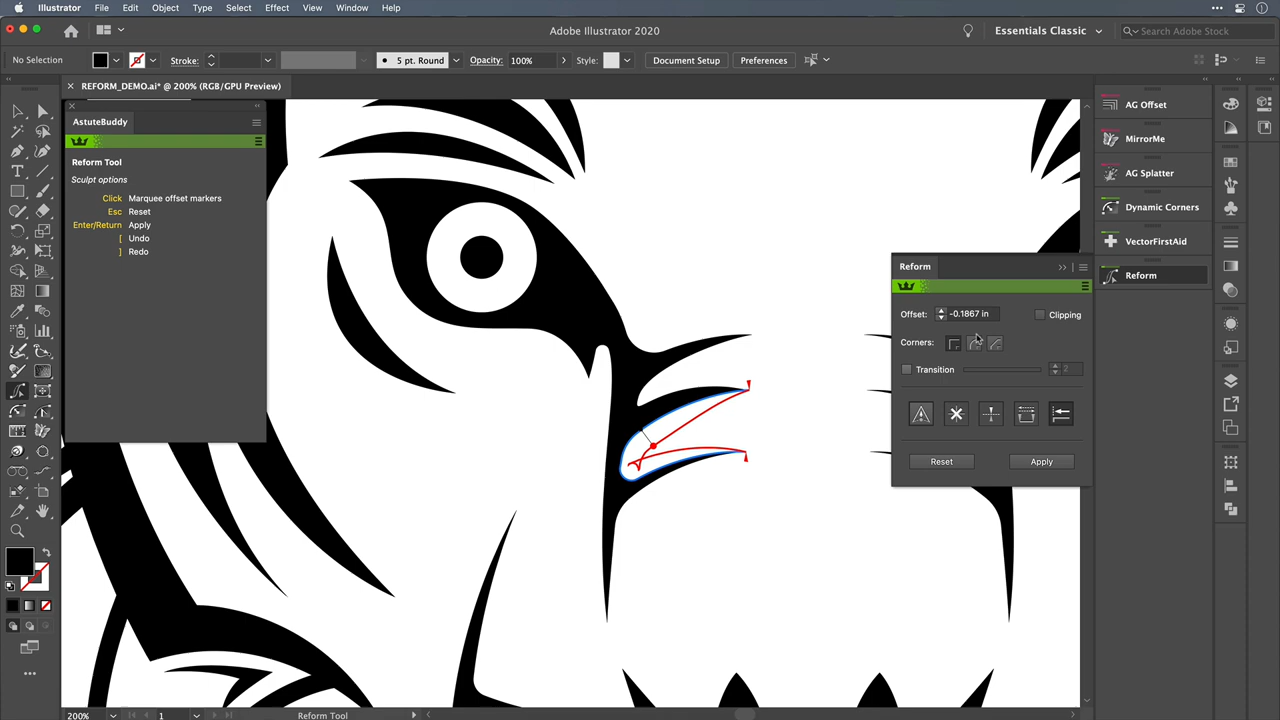 Illustrator File Edit Object Type Select Effect View Window Help
Adobe Illustrator 2020
Essentials Classic
Search Adobe Stock
No Selection Stroke: 5 pt. Round Opacity: 100% Style: Document Setup Preferences
× REFORM_DEMO.ai* @ 200% (RGB/GPU Preview)
AstuteBuddy
Reform Tool
Sculpt options
Click Marquee offset markers
Esc Reset
Enter/Return Apply
[ Undo
] Redo
AG Offset
MirrorMe
AG Splatter
Dynamic Corners
VectorFirstAid
Reform
Reform
Offset: -0.1867 in Clipping
Corners:
Transition 2
Reset Apply
200% 1 Reform Tool